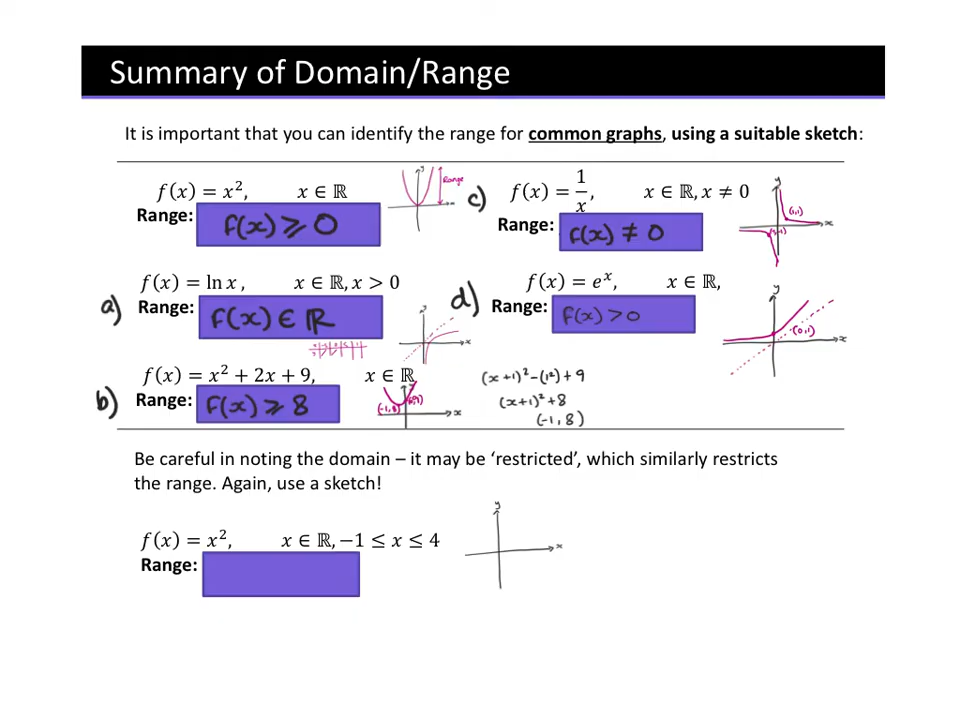 Summary of Domain/Range
It is important that you can identify the range for common graphs, using a suitable sketch:
f(x) = x², x ∈ ℝ
Range: f(x) ⩾ 0
y
Range
x
a)
f(x) = ln x , x ∈ ℝ, x > 0
Range: f(x) ∈ ℝ
y
x
b)
f(x) = x² + 2x + 9, x ∈ ℝ
Range: f(x) ⩾ 8
(-1,8)
x
(x+1)² - (1²) + 9
(x+1)² + 8
(-1, 8)
c)
f(x) = 1/x, x ∈ ℝ, x ≠ 0
Range: f(x) ≠ 0
y
(1,1)
x
d)
f(x) = eˣ, x ∈ ℝ,
Range: f(x) > 0
y
(0,1)
x
Be careful in noting the domain – it may be ‘restricted’, which similarly restricts
the range. Again, use a sketch!
f(x) = x², x ∈ ℝ, −1 ≤ x ≤ 4
Range:
y
x